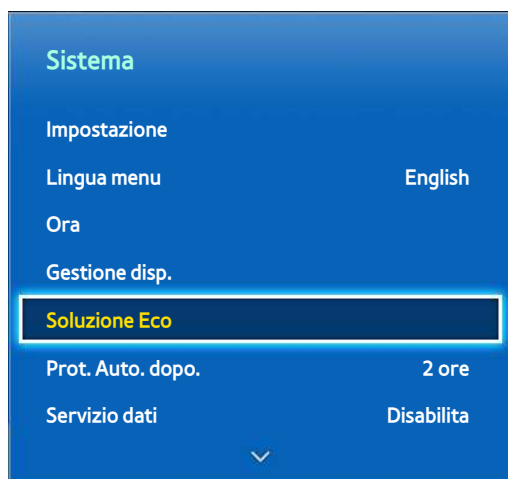 Sistema
Impostazione
Lingua menu English
Ora
Gestione disp.
Soluzione Eco
Prot. Auto. dopo. 2 ore
Servizio dati Disabilita